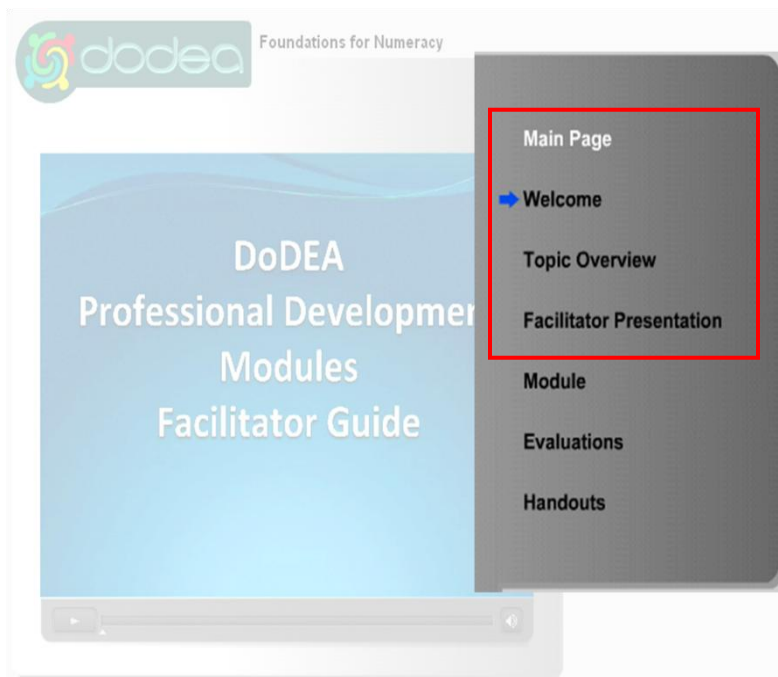 dodea
Foundations for Numeracy
DoDEA
Professional Developmen
Modules
Facilitator Guide
Main Page
Welcome
Topic Overview
Facilitator Presentation
Module
Evaluations
Handouts